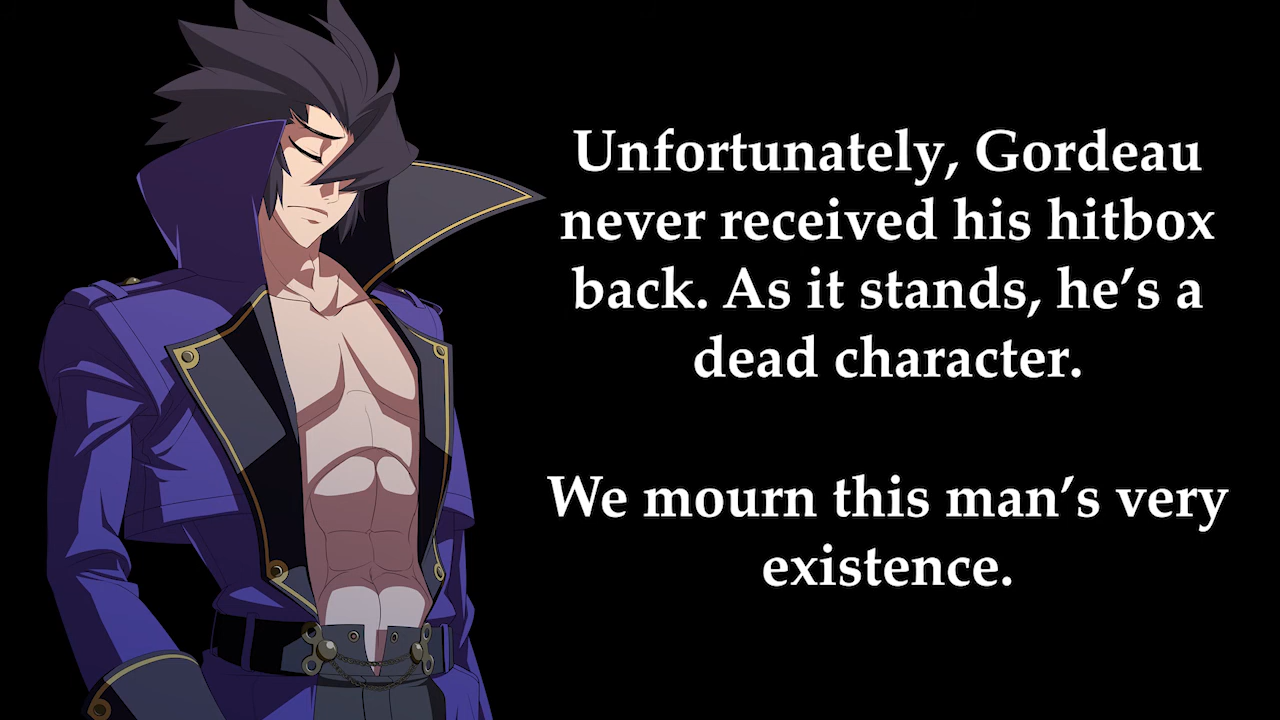 Unfortunately, Gordeau
never received his hitbox
back. As it stands, he’s a
dead character.
We mourn this man’s very
existence.